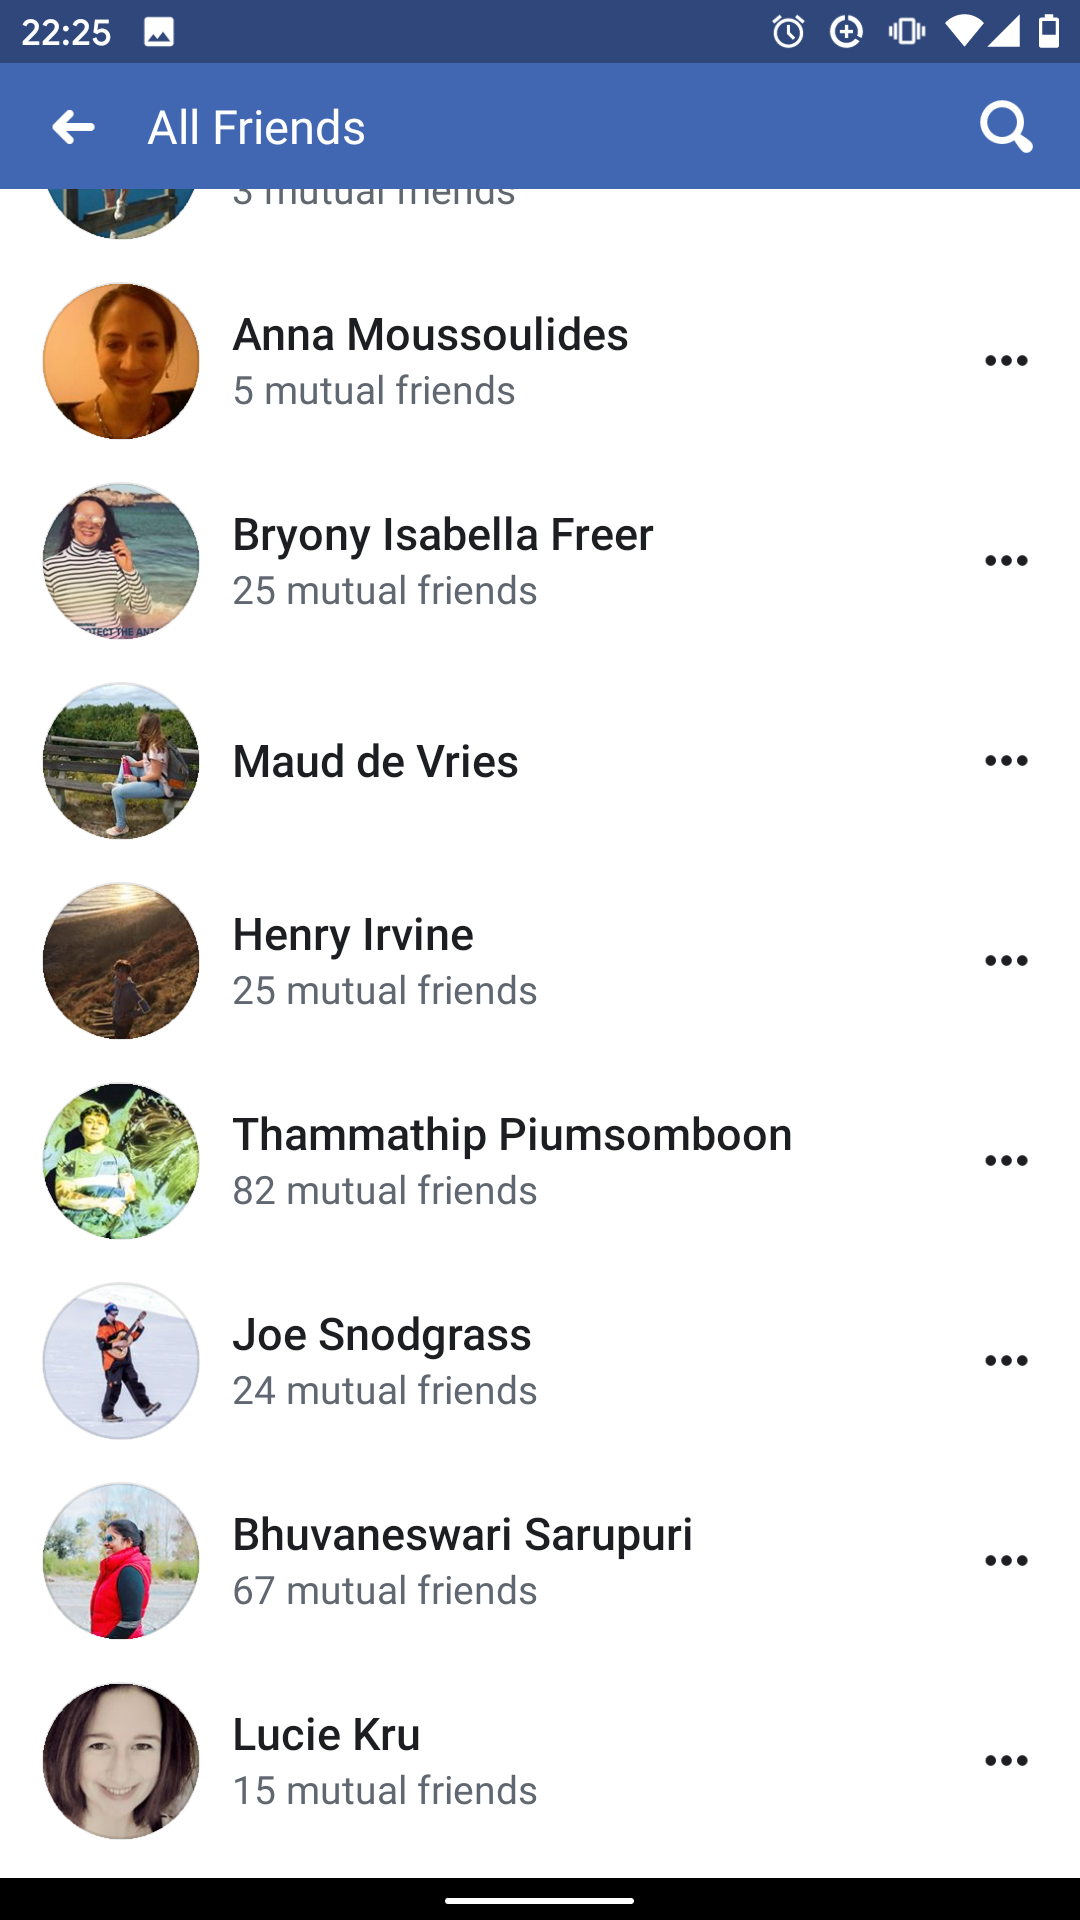 22:25
All Friends
3 mutual friends
Anna Moussoulides
5 mutual friends
Bryony Isabella Freer
25 mutual friends
Maud de Vries
Henry Irvine
25 mutual friends
Thammathip Piumsomboon
82 mutual friends
Joe Snodgrass
24 mutual friends
Bhuvaneswari Sarupuri
67 mutual friends
Lucie Kru
15 mutual friends